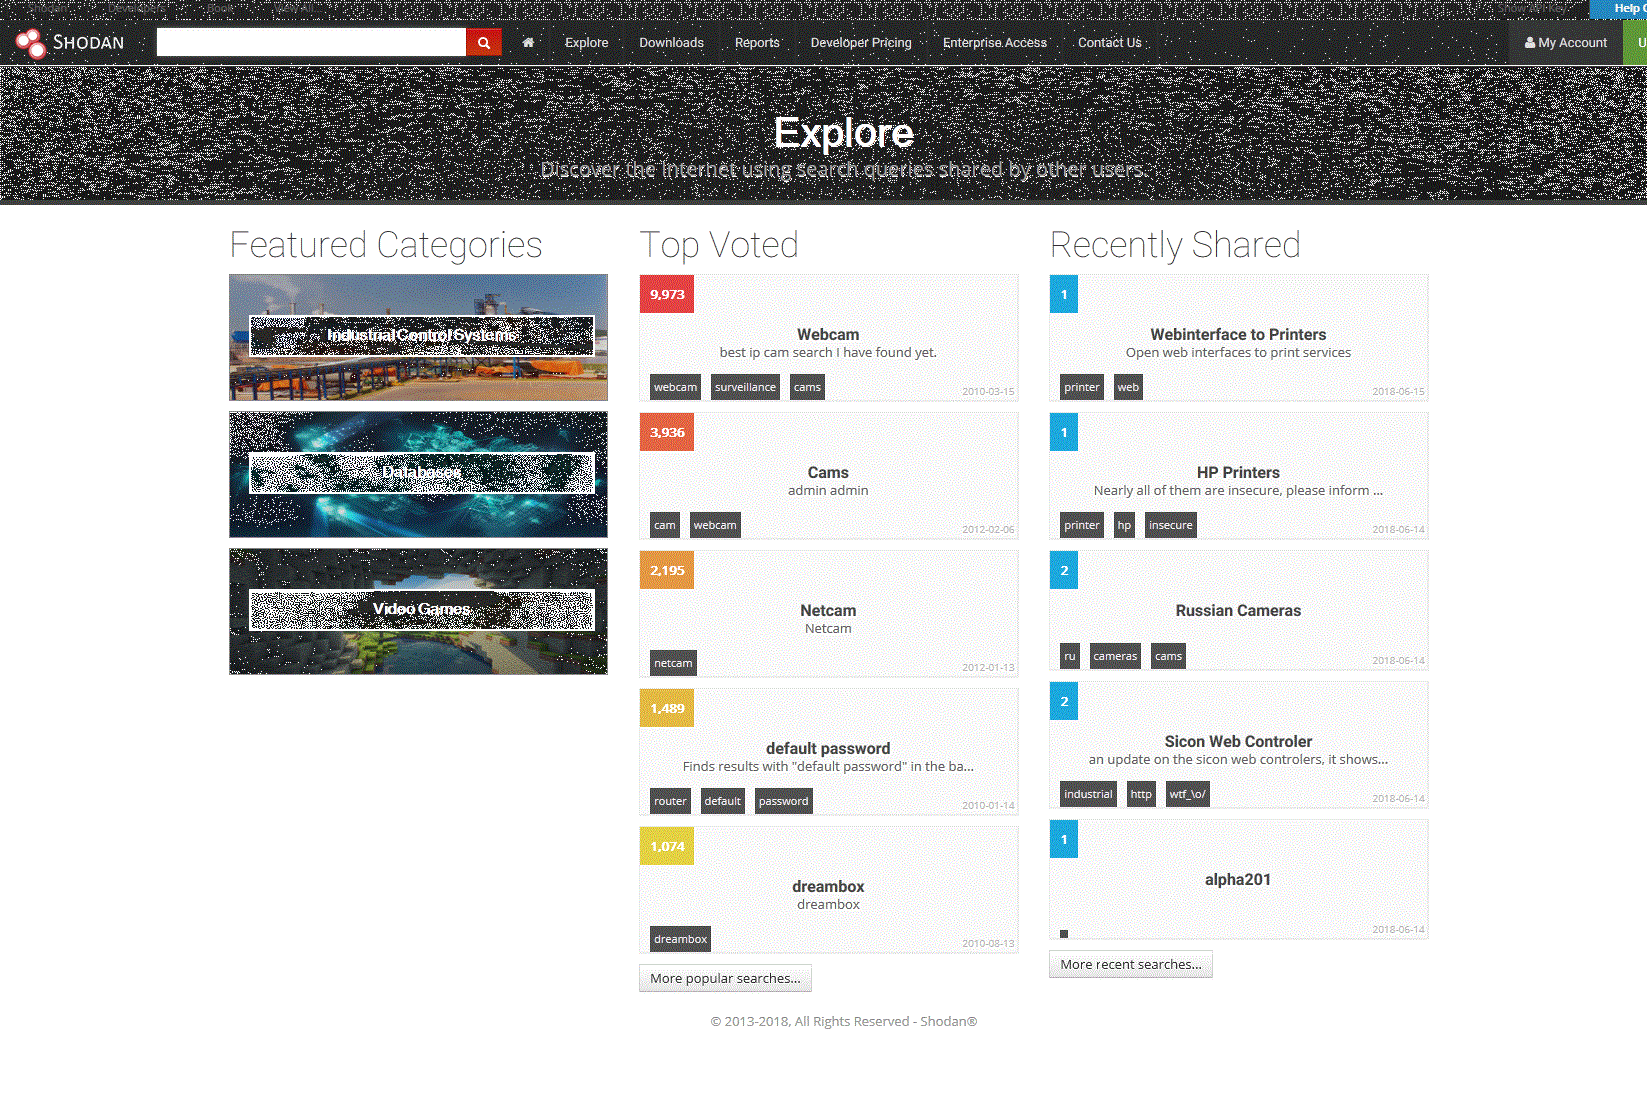 Shodan Developers Book View All... Show API Key Help C
SHODAN Explore Downloads Reports Developer Pricing Enterprise Access Contact Us My Account U
Explore
Discover the Internet using search queries shared by other users.
Featured Categories
Industrial Control Systems
Databases
Video Games
Top Voted
9,973
Webcam
best ip cam search I have found yet.
webcam surveillance cams 2010-03-15
3,936
Cams
admin admin
cam webcam 2012-02-06
2,195
Netcam
Netcam
netcam 2012-01-13
1,489
default password
Finds results with "default password" in the ba...
router default password 2010-01-14
1,074
dreambox
dreambox
dreambox 2010-08-13
More popular searches...
Recently Shared
1
Webinterface to Printers
Open web interfaces to print services
printer web 2018-06-15
1
HP Printers
Nearly all of them are insecure, please inform ...
printer hp insecure 2018-06-14
2
Russian Cameras
ru cameras cams 2018-06-14
2
Sicon Web Controler
an update on the sicon web controlers, it shows...
industrial http wtf_\o/ 2018-06-14
1
alpha201
2018-06-14
More recent searches...
© 2013-2018, All Rights Reserved - Shodan®